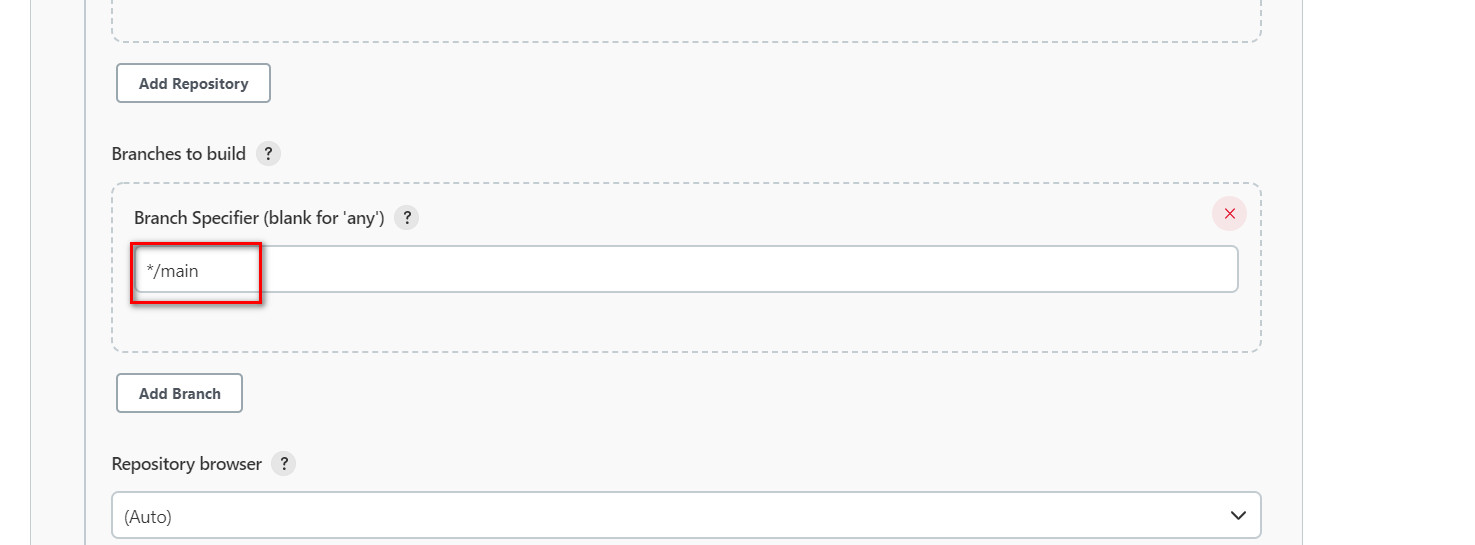 Add Repository
Branches to build ?
Branch Specifier (blank for 'any') ?
*/main
Add Branch
Repository browser ?
(Auto)